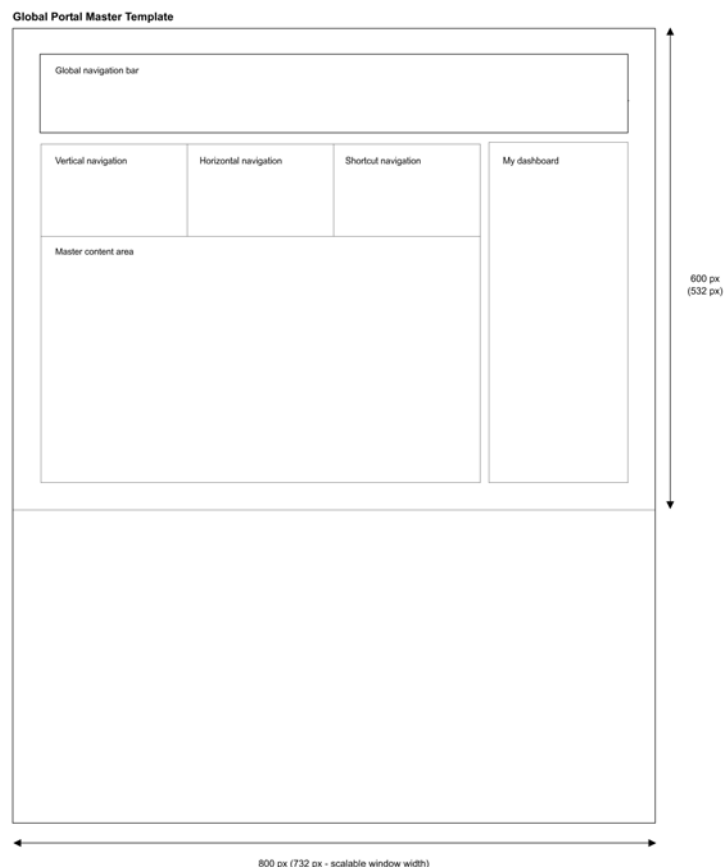 Global Portal Master Template
Global navigation bar
Vertical navigation
Horizontal navigation
Shortcut navigation
My dashboard
Master content area
600 px
(532 px)
800 px (732 px - scalable window width)